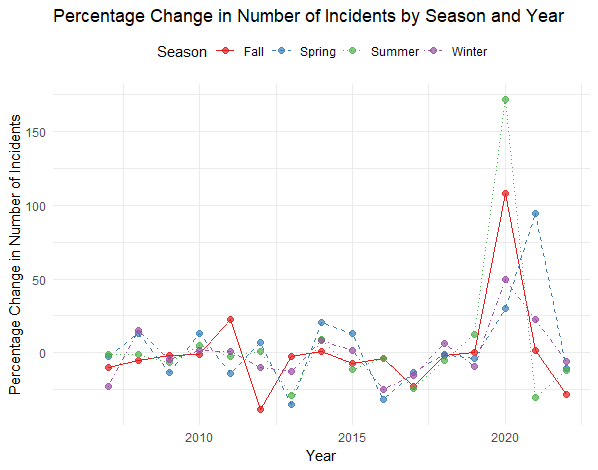 Percentage Change in Number of Incidents by Season and Year
Season Fall Spring Summer Winter
Percentage Change in Number of Incidents
150
100
50
0
2010 2015 2020
Year